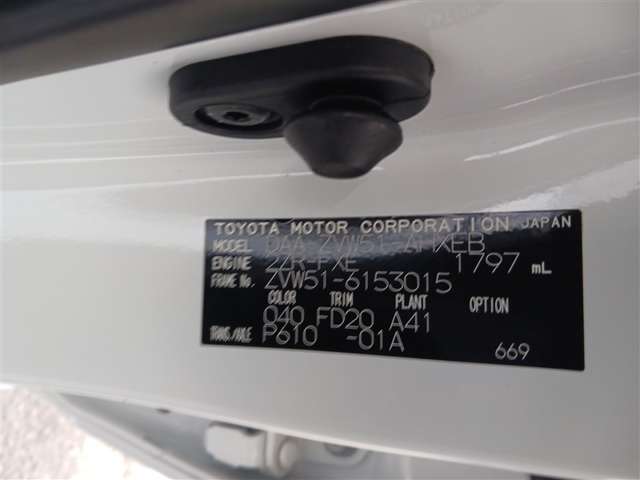 TOYOTA MOTOR CORPORATION JAPAN
MODEL DAA-ZVW51-AHXEB
ENGINE 2ZR-FXE 1797 mL
FRAME No. ZVW51-6153015
COLOR TRIM PLANT OPTION
040 FD20 A41
TRANS/AXLE P610 -01A
669